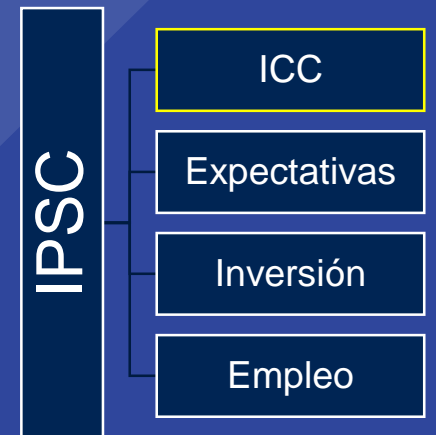 IPSC
ICC
Expectativas
Inversión
Empleo